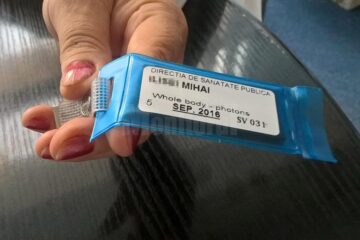 DIRECTIA DE SANATATE PUBLICA
MIHAI
Whole body - photons
5 SEP. 2016
SV 031